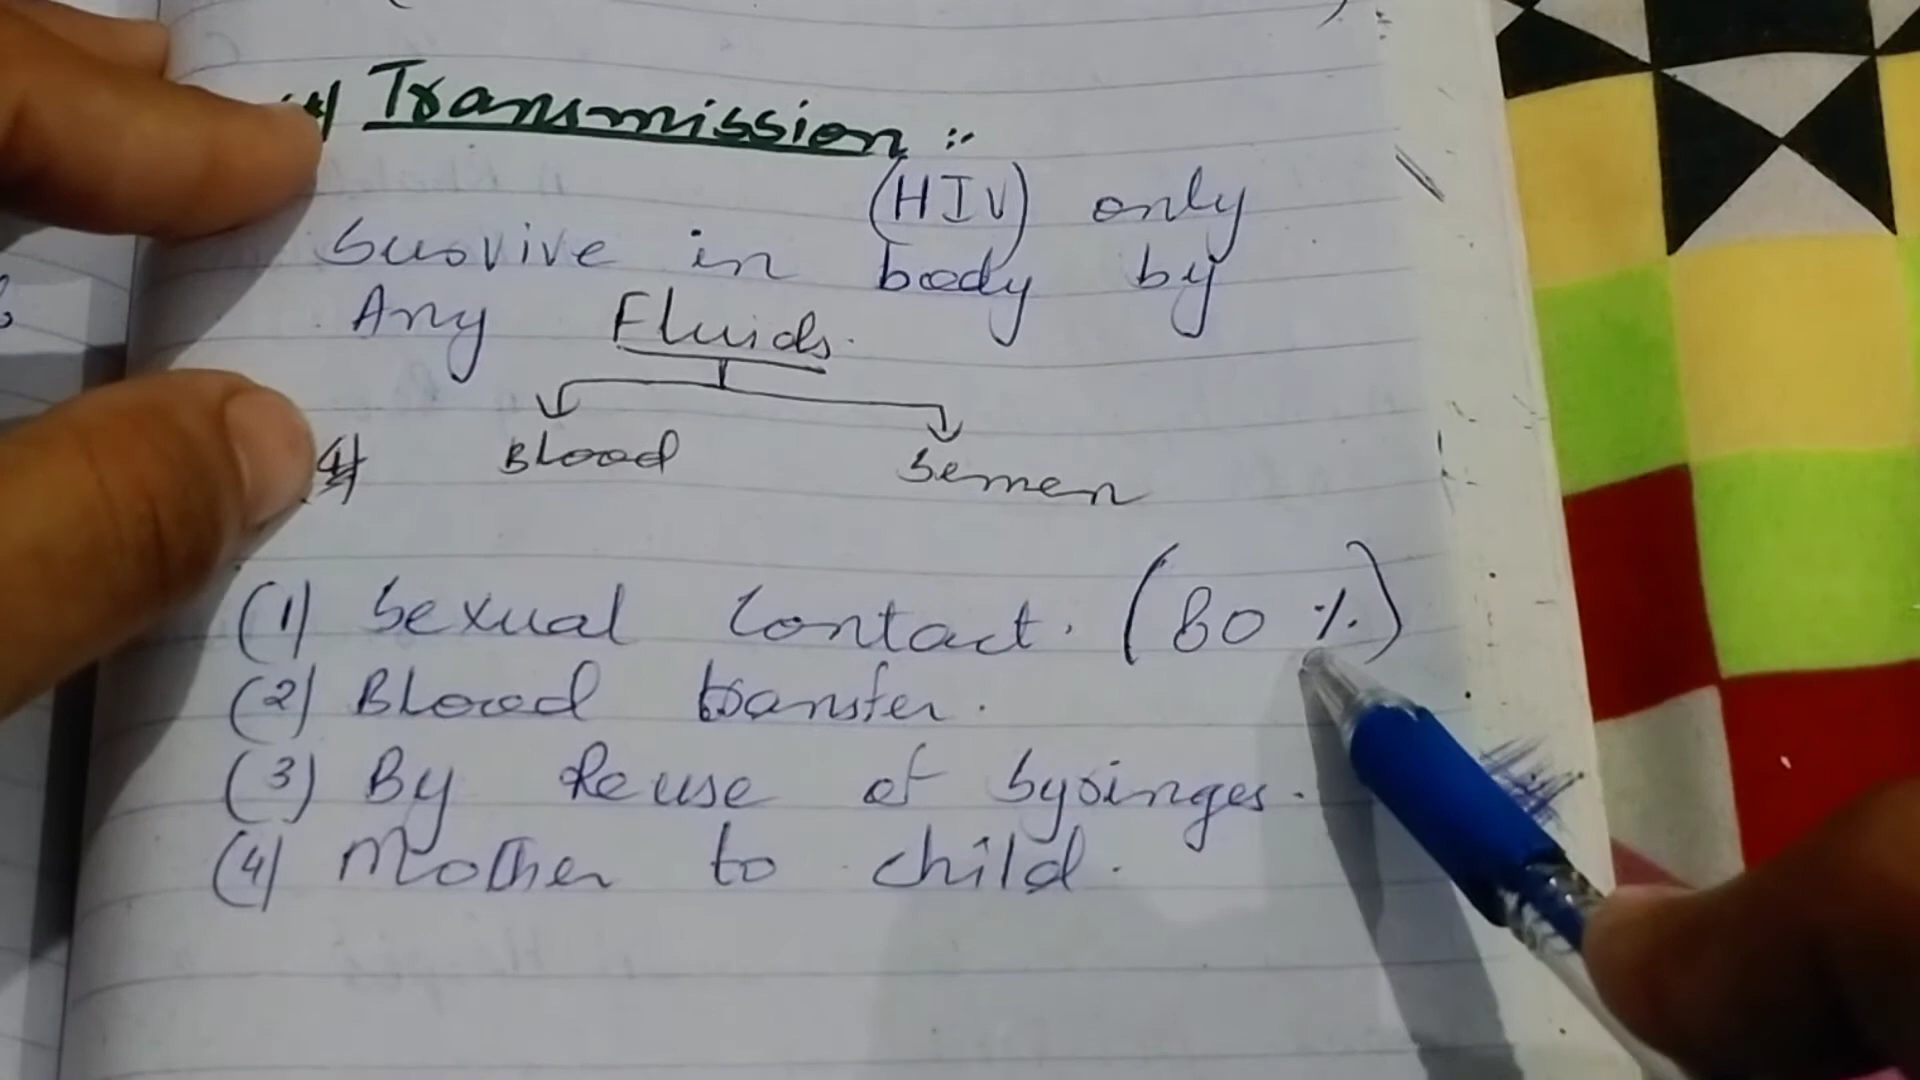 Transmission :-
(HIV) only
Survive in body by
Any Fluids.
Blood Semen
(1) Sexual Contact. (80 %)
(2) Blood transfer.
(3) By Reuse of Syringes.
(4) Mother to child.